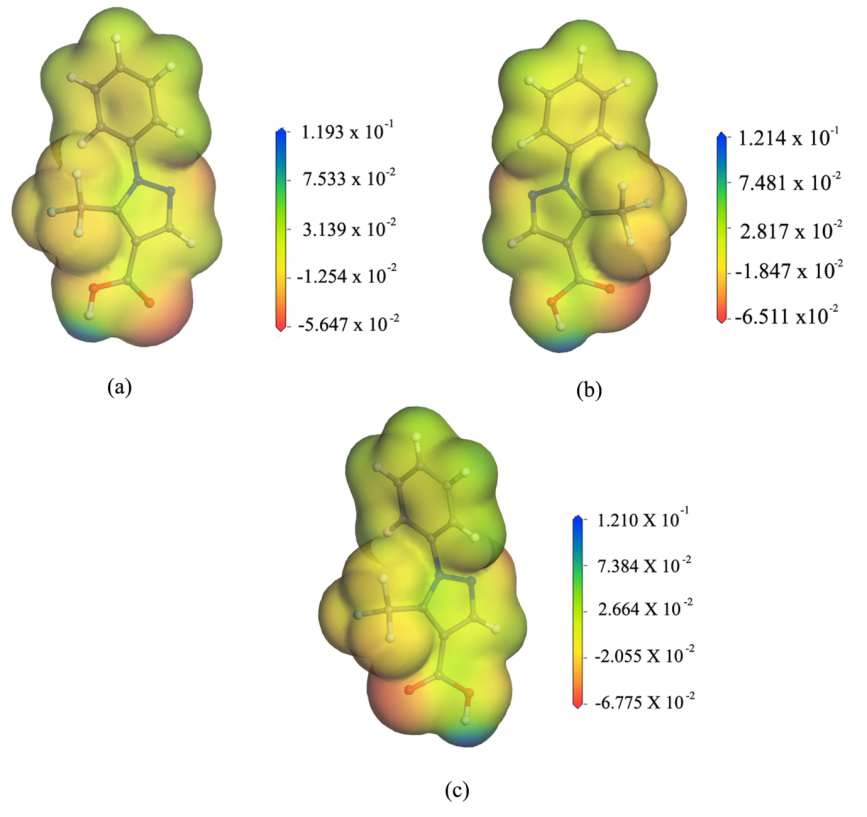 1.193 x 10-1
7.533 x 10-2
3.139 x 10-2
-1.254 x 10-2
-5.647 x 10-2
(a)
1.214 x 10-1
7.481 x 10-2
2.817 x 10-2
-1.847 x 10-2
-6.511 x10-2
(b)
1.210 X 10-1
7.384 X 10-2
2.664 X 10-2
-2.055 X 10-2
-6.775 X 10-2
(c)